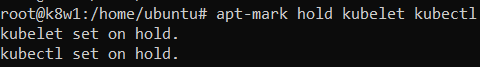 root@k8w1:/home/ubuntu# apt-mark hold kubelet kubectl
kubelet set on hold.
kubectl set on hold.